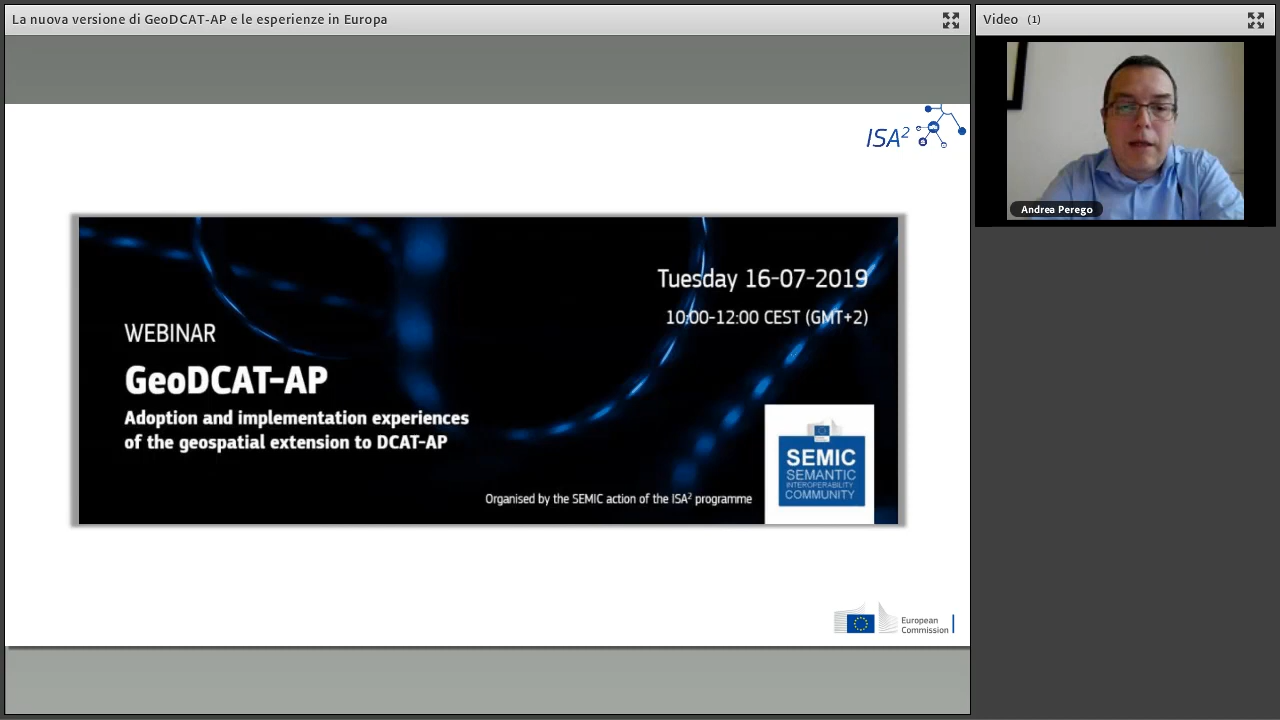 La nuova versione di GeoDCAT-AP e le esperienze in Europa
Video (1)
Andrea Perego
ISA²
Tuesday 16-07-2019
10:00-12:00 CEST (GMT+2)
WEBINAR
GeoDCAT-AP
Adoption and implementation experiences
of the geospatial extension to DCAT-AP
Organised by the SEMIC action of the ISA² programme
SEMIC
SEMANTIC
INTEROPERABILITY
COMMUNITY
European
Commission